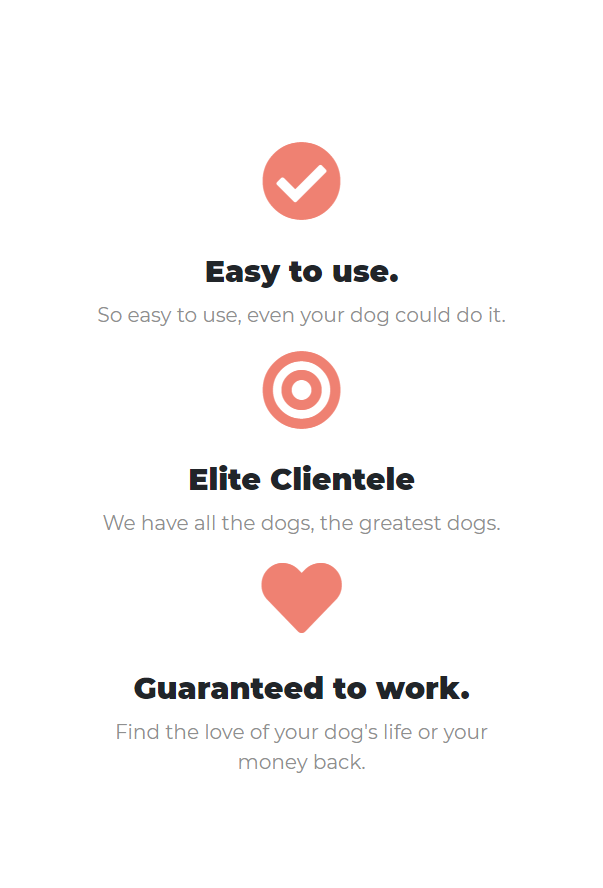 Easy to use.
So easy to use, even your dog could do it.
Elite Clientele
We have all the dogs, the greatest dogs.
Guaranteed to work.
Find the love of your dog's life or your
money back.